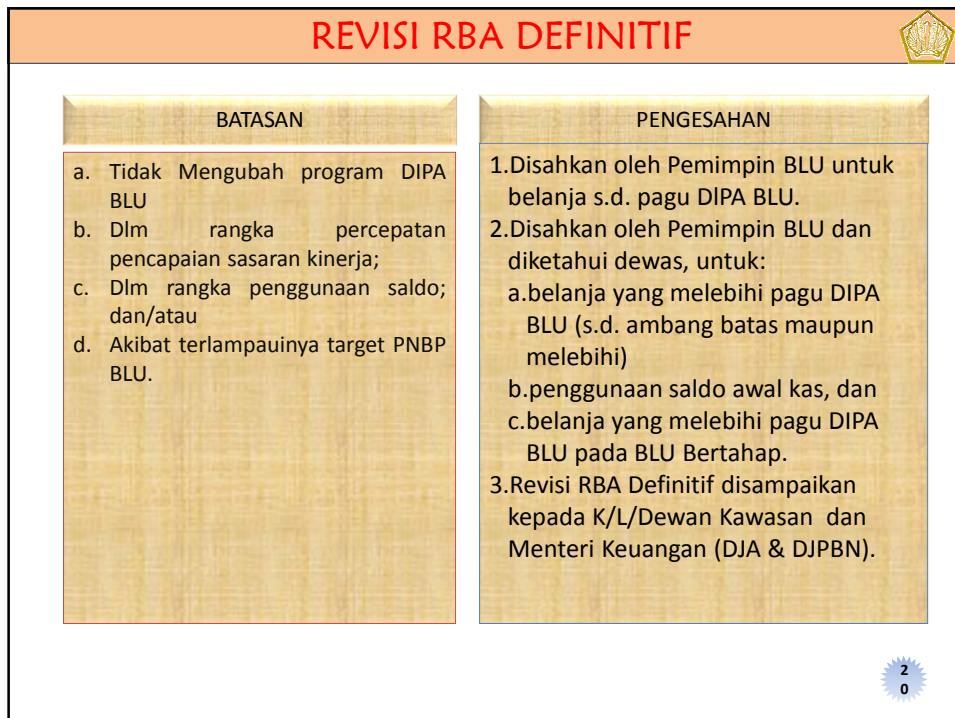 REVISI RBA DEFINITIF
BATASAN
a. Tidak Mengubah program DIPA
BLU
b. Dlm rangka percepatan
pencapaian sasaran kinerja;
c. Dlm rangka penggunaan saldo;
dan/atau
d. Akibat terlampauinya target PNBP
BLU.
PENGESAHAN
1.Disahkan oleh Pemimpin BLU untuk
belanja s.d. pagu DlPA BLU.
2.Disahkan oleh Pemimpin BLU dan
diketahui dewas, untuk:
a.belanja yang melebihi pagu DIPA
BLU (s.d. ambang batas maupun
melebihi)
b.penggunaan saldo awal kas, dan
c.belanja yang melebihi pagu DIPA
BLU pada BLU Bertahap.
3.Revisi RBA Definitif disampaikan
kepada K/L/Dewan Kawasan dan
Menteri Keuangan (DJA & DJPBN).
2
0